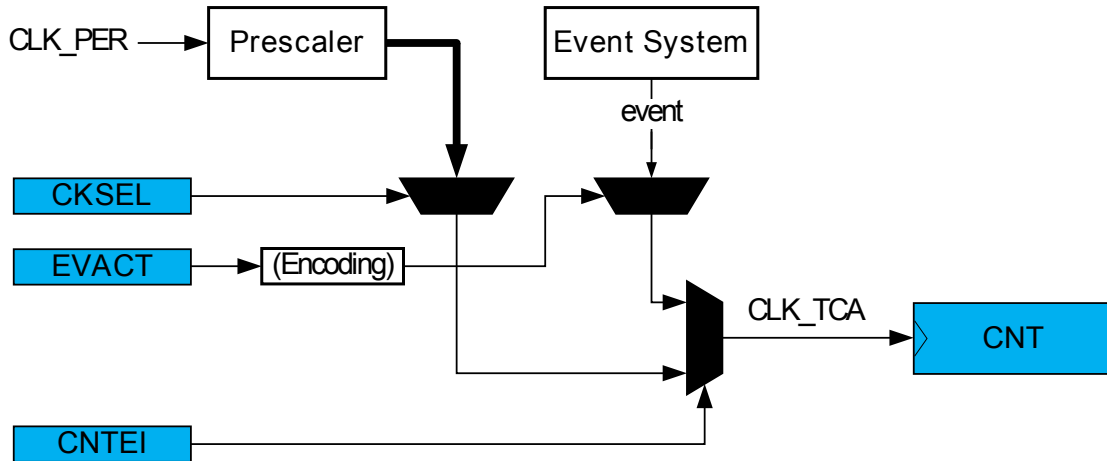 CLK_PER
Prescaler
Event System
event
CKSEL
EVACT
(Encoding)
CLK_TCA
CNT
CNTEI